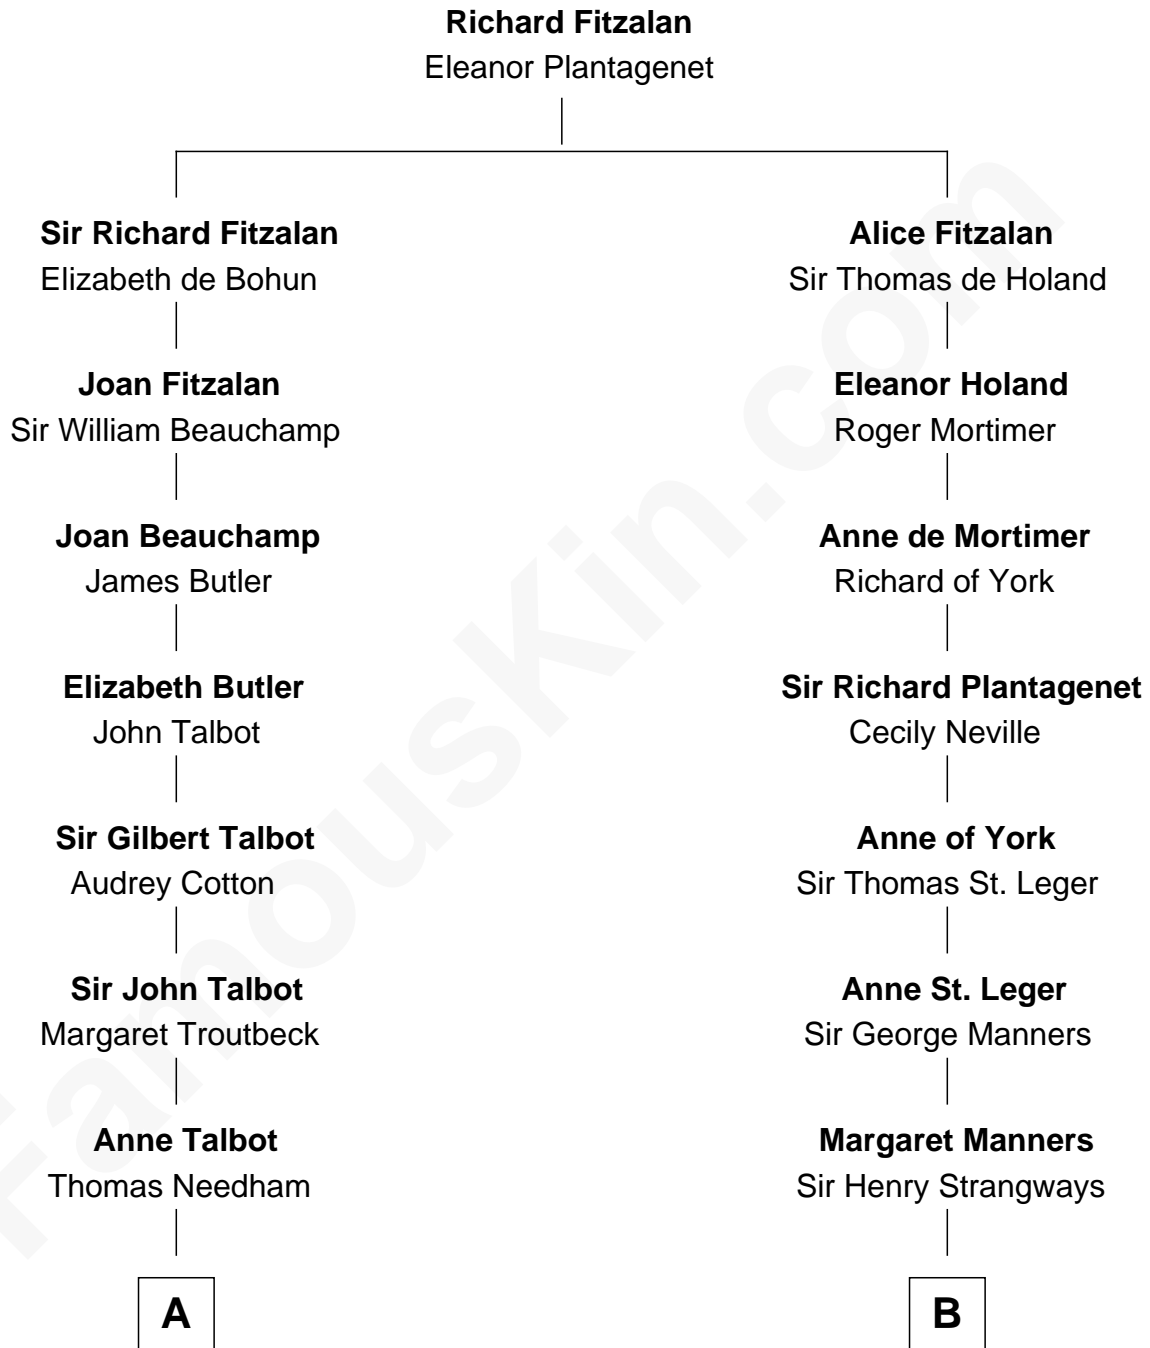 Richard Fitzalan
Eleanor Plantagenet
Sir Richard Fitzalan
Elizabeth de Bohun
Alice Fitzalan
Sir Thomas de Holand
Joan Fitzalan
Sir William Beauchamp
Eleanor Holand
Roger Mortimer
Joan Beauchamp
James Butler
Anne de Mortimer
Richard of York
Elizabeth Butler
John Talbot
Sir Richard Plantagenet
Cecily Neville
Sir Gilbert Talbot
Audrey Cotton
Anne of York
Sir Thomas St. Leger
Sir John Talbot
Margaret Troutbeck
Anne St. Leger
Sir George Manners
Anne Talbot
Thomas Needham
Margaret Manners
Sir Henry Strangways
A
B
FamousKin.com